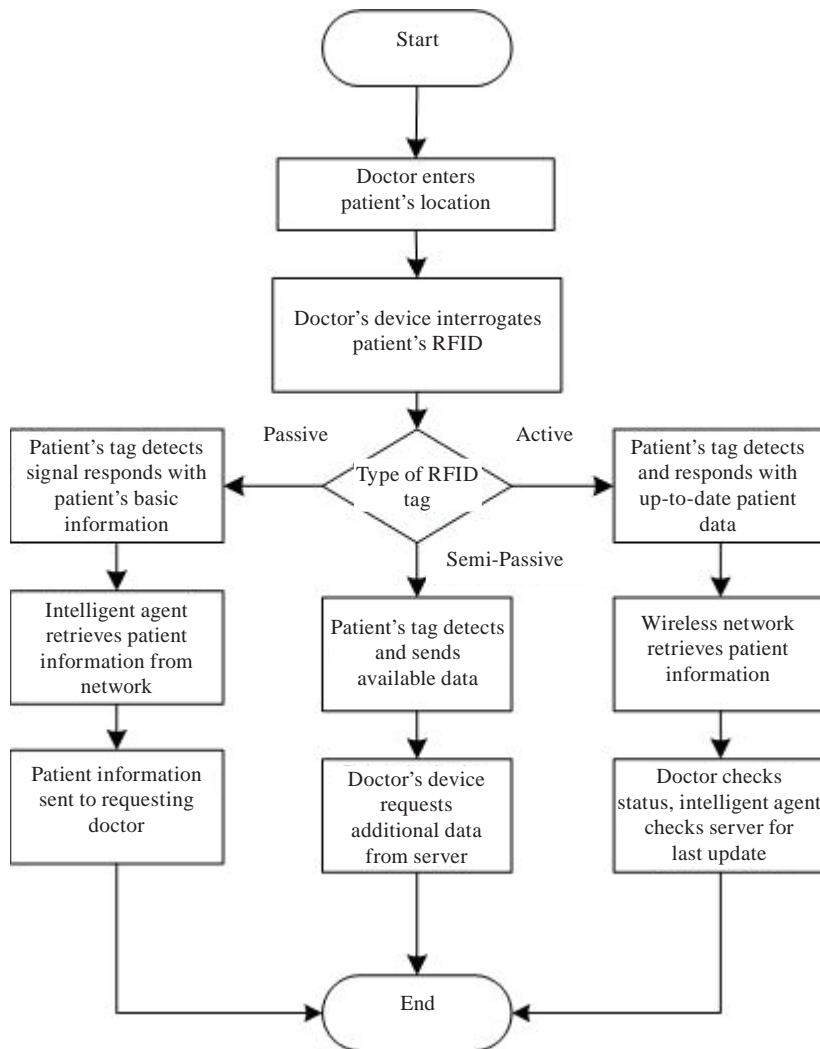 Start
Doctor enters
patient's location
Doctor's device interrogates
patient's RFID
Passive
Active
Type of RFID
tag
Semi-Passive
Patient's tag detects
signal responds with
patient's basic
information
Intelligent agent
retrieves patient
information from
network
Patient information
sent to requesting
doctor
Patient's tag detects
and sends
available data
Doctor's device
requests
additional data
from server
Patient's tag detects
and responds with
up-to-date patient
data
Wireless network
retrieves patient
information
Doctor checks
status, intelligent agent
checks server for
last update
End